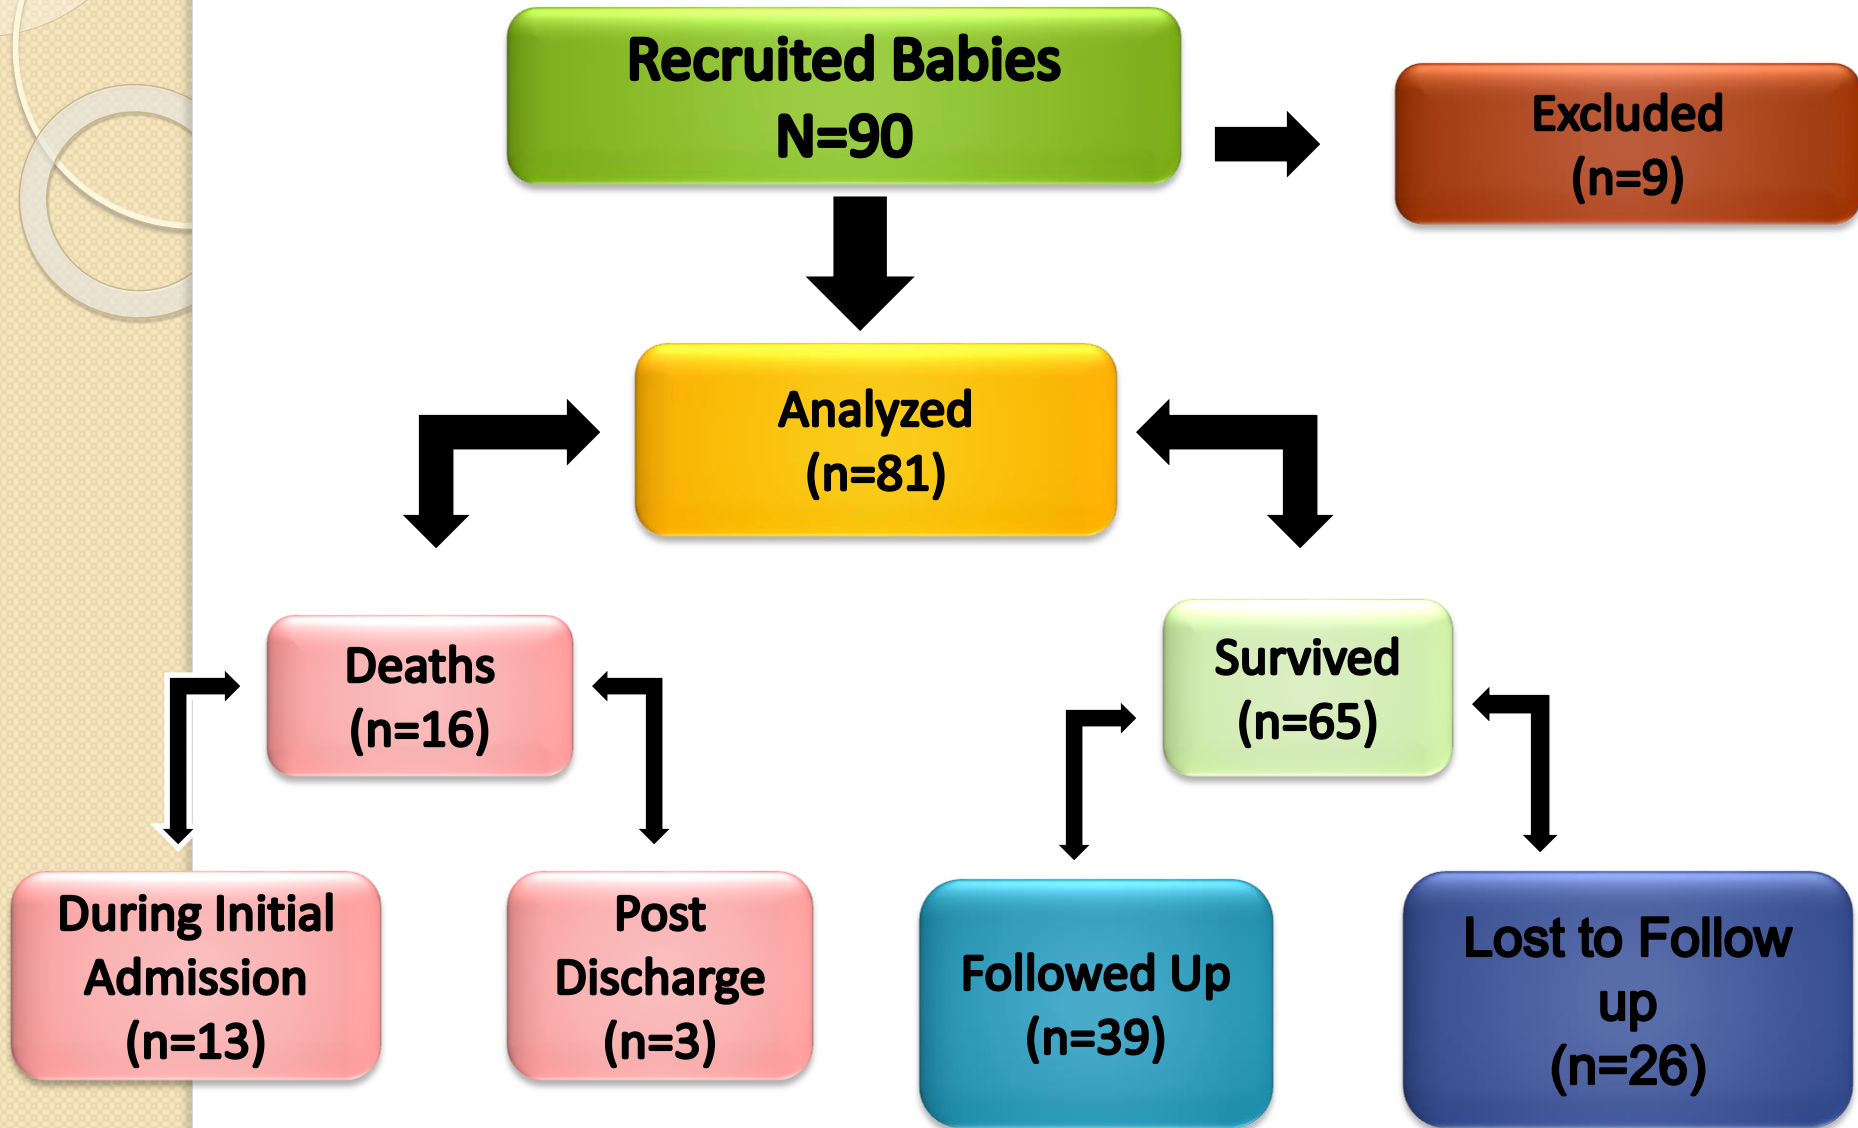 Recruited Babies
N=90
Excluded
(n=9)
Analyzed
(n=81)
Deaths
(n=16)
Survived
(n=65)
During Initial
Admission
(n=13)
Post
Discharge
(n=3)
Followed Up
(n=39)
Lost to Follow
up
(n=26)